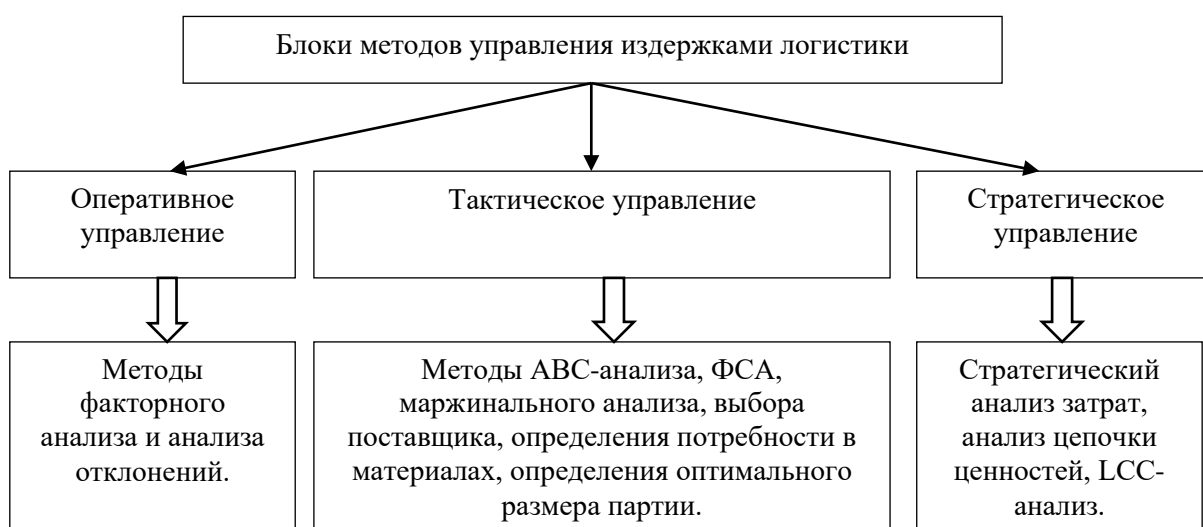 Блоки методов управления издержками логистики
Оперативное
управление
Тактическое управление
Стратегическое
управление
Методы
факторного
анализа и анализа
отклонений.
Методы АВС-анализа, ФСА,
маржинального анализа, выбора
поставщика, определения потребности в
материалах, определения оптимального
размера партии.
Стратегический
анализ затрат,
анализ цепочки
ценностей, LCC-
анализ.